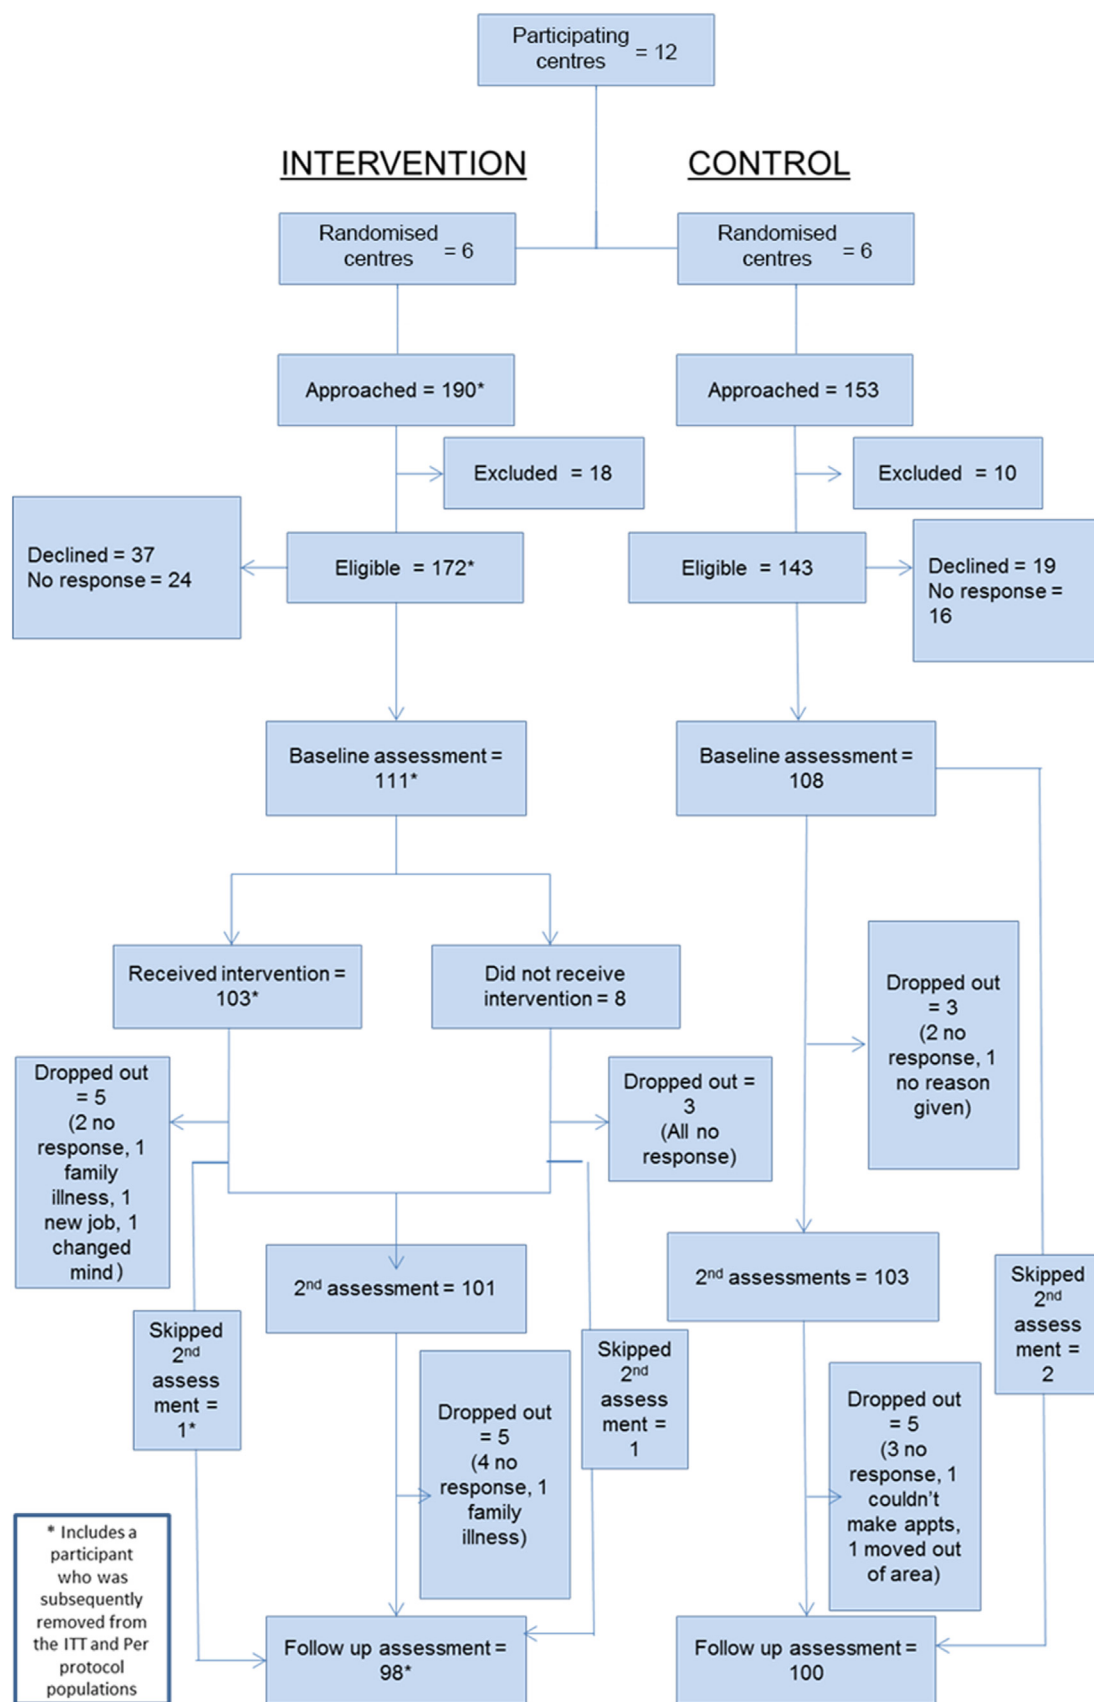 Participating
centres = 12
INTERVENTION
CONTROL
Randomised
centres = 6
Randomised
centres = 6
Approached = 190*
Approached = 153
Excluded = 18
Excluded = 10
Declined = 37
No response = 24
Eligible = 172*
Eligible = 143
Declined = 19
No response =
16
Baseline assessment =
111*
Baseline assessment =
108
Received intervention =
103*
Did not receive
intervention = 8
Dropped out
= 3
(2 no
response, 1
no reason
given)
Dropped out
= 5
(2 no
response, 1
family
illness, 1
new job, 1
changed
mind)
Dropped out =
3
(All no
response)
2nd assessment = 101
2nd assessments = 103
Skipped
2nd
assess
ment =
2
Skipped
2nd
assess
ment
=
1*
Dropped out
= 5
(4 no
response, 1
family
illness)
Skipped
2nd
assess
ment =
1
Dropped out
= 5
(3 no
response, 1
couldn't
make appts,
1 moved out
of area)
* Includes a
participant
who was
subsequently
removed from
the ITT and Per
protocol
populations
Follow up assessment =
98*
Follow up assessment =
100